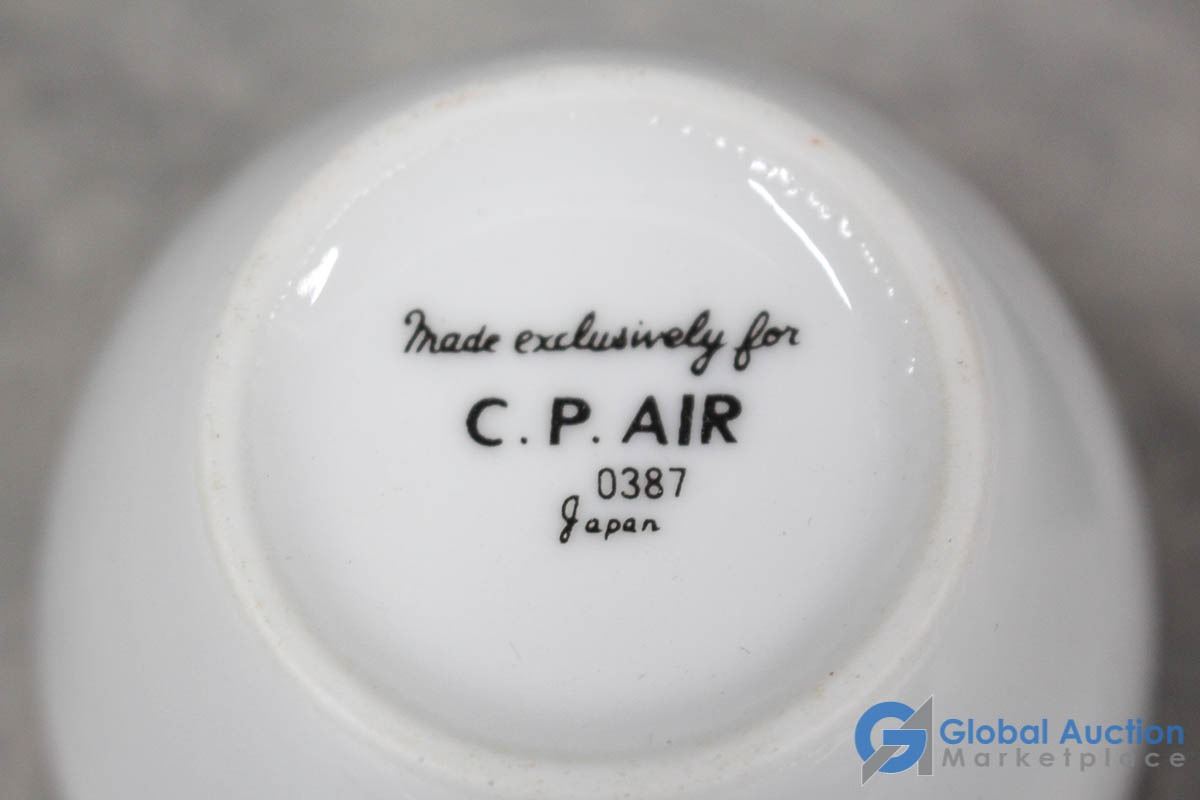 Made exclusively for
C. P. AIR
0387
Japan
Global Auction
Marketplace